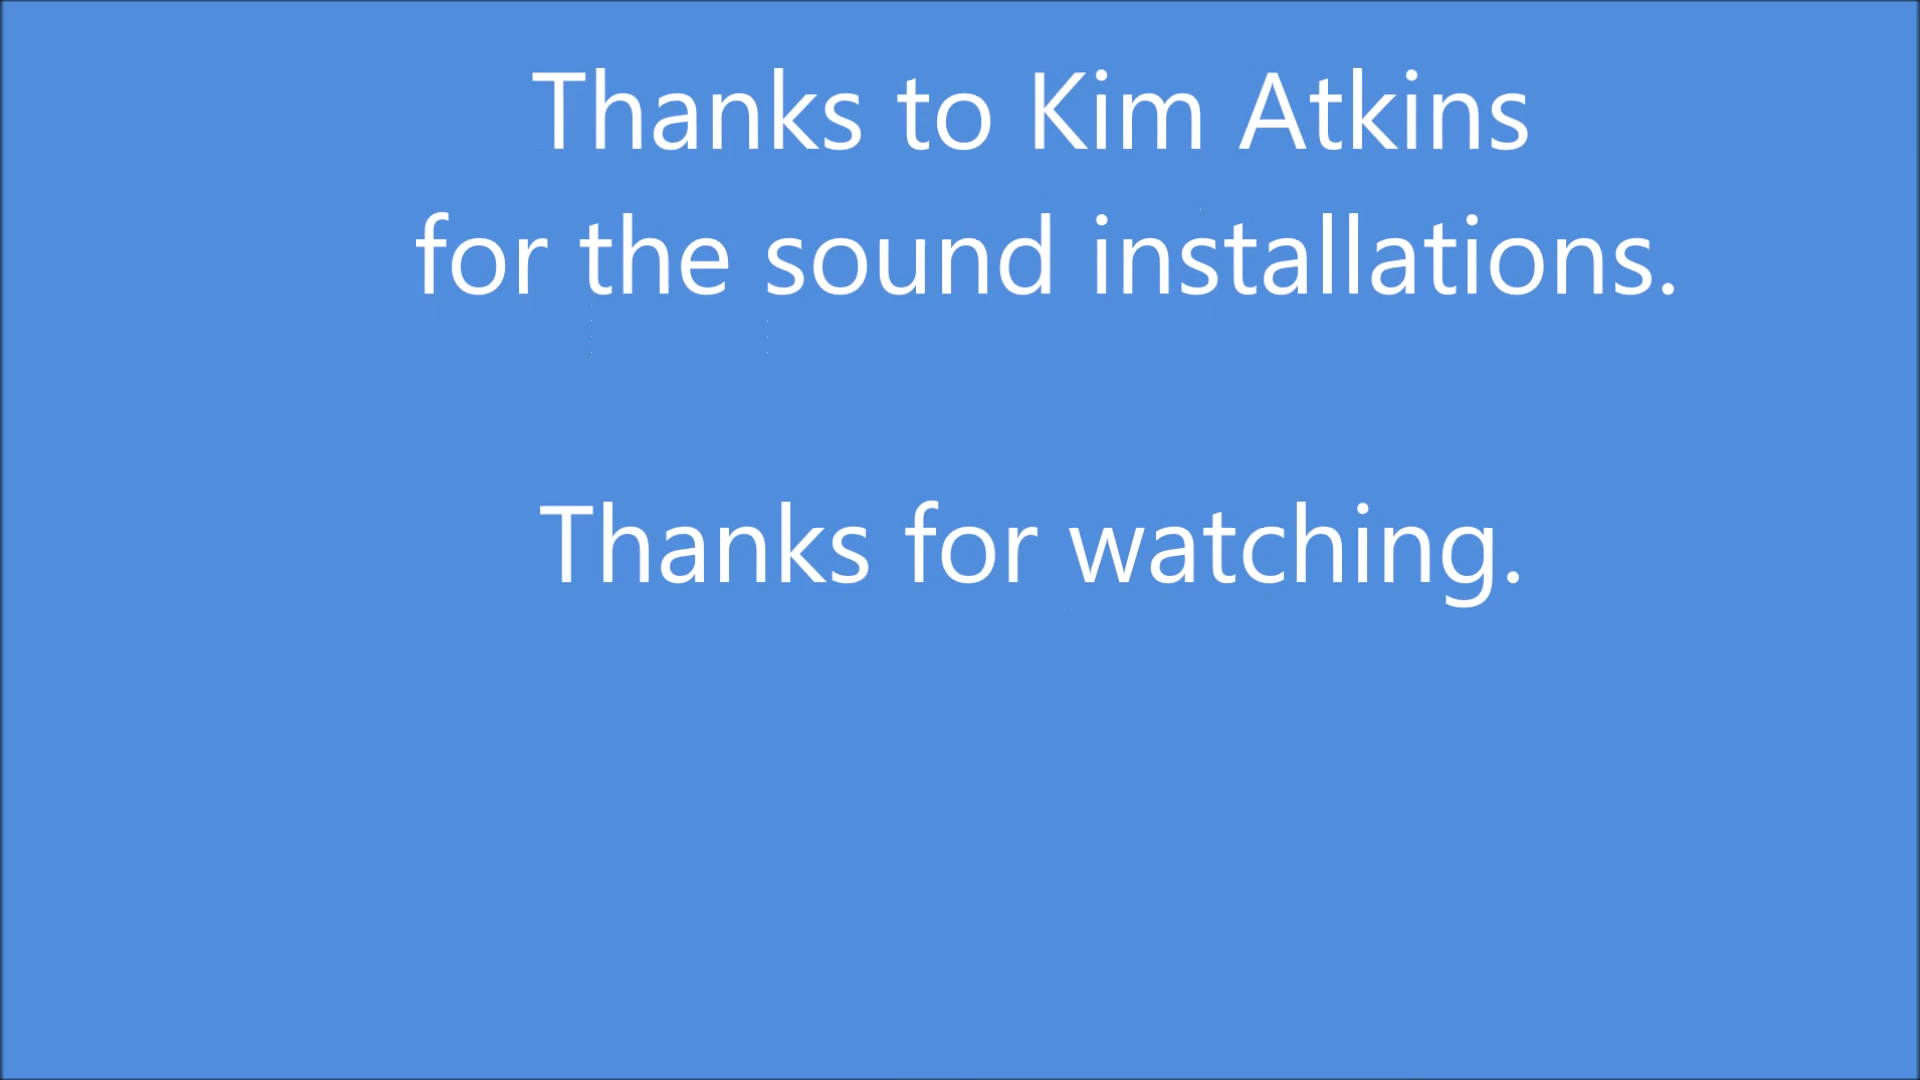 Thanks to Kim Atkins
for the sound installations.
Thanks for watching.